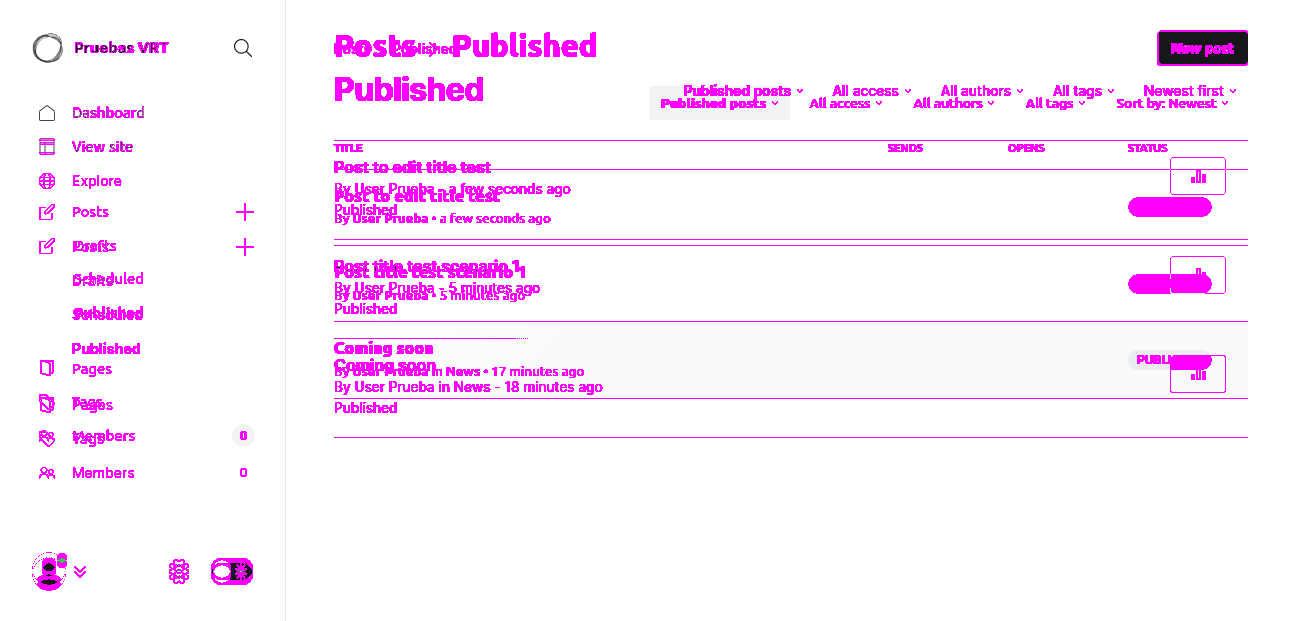 Pruebas VRT
Posts › Published
New post
Published
Published posts All access All authors All tags Newest first
Published posts All access All authors All tags Sort by: Newest
Dashboard
View site
Explore
Posts
Drafts
Scheduled
Drafts
Published
Scheduled
Published
Pages
Tags
Pages
Members 0
Tags
Members 0
TITLE SENDS OPENS STATUS
Post to edit title test
By User Prueba - a few seconds ago
Post to edit title test
Published
By User Prueba • a few seconds ago
Post title test scenario 1
Post title test scenario 1
By User Prueba - 5 minutes ago
By User Prueba • 5 minutes ago
Published
Coming soon
Coming soon
By User Prueba in News • 17 minutes ago
By User Prueba in News - 18 minutes ago
Published